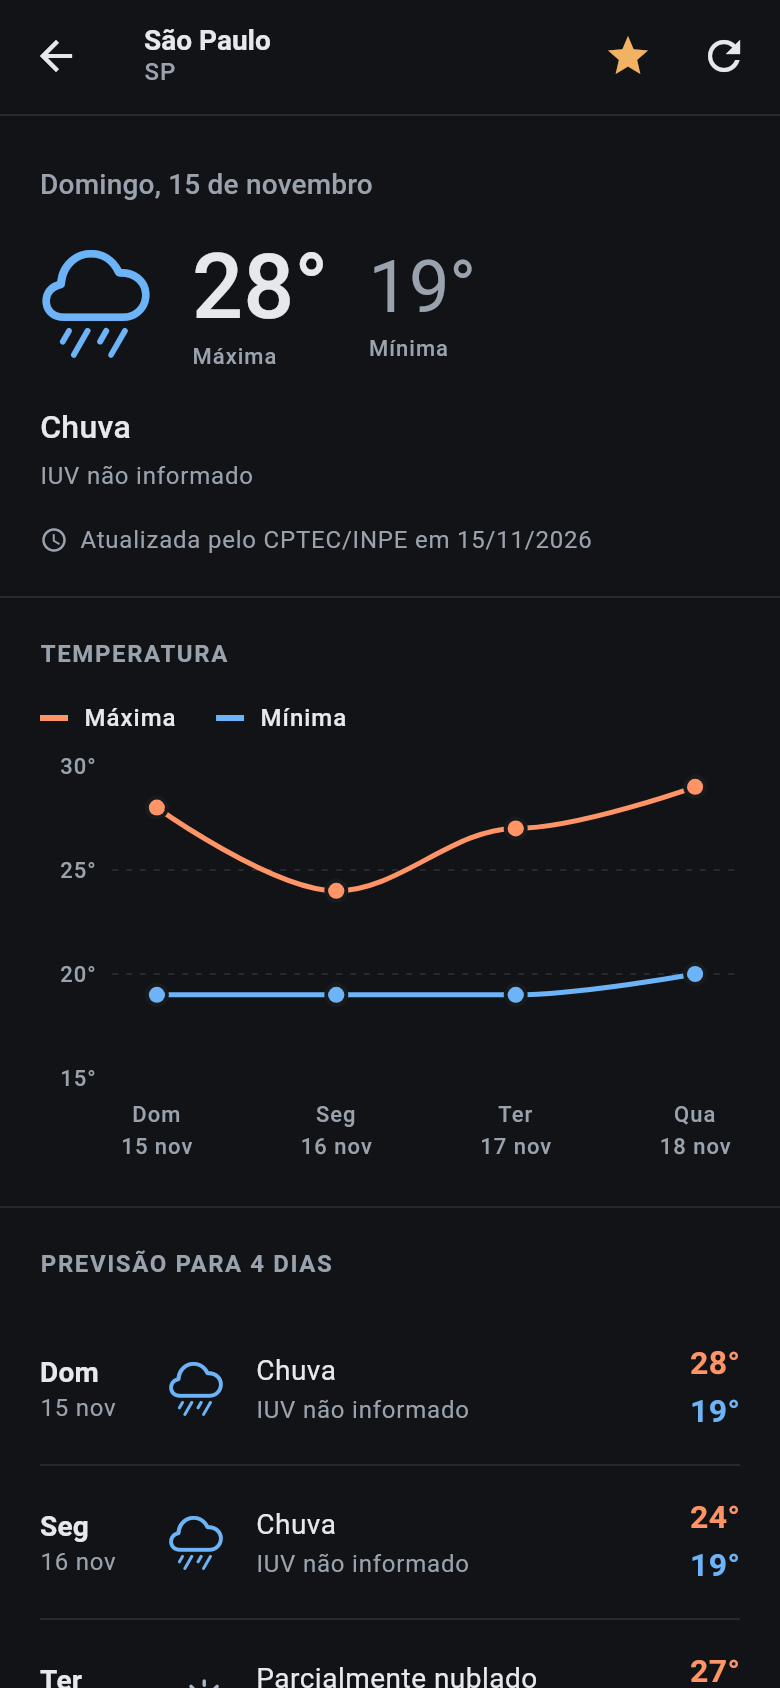 São Paulo
SP
Domingo, 15 de novembro
28° 19°
Máxima Mínima
Chuva
IUV não informado
Atualizada pelo CPTEC/INPE em 15/11/2026
TEMPERATURA
Máxima Mínima
30°
25°
20°
15°
Dom Seg Ter Qua
15 nov 16 nov 17 nov 18 nov
PREVISÃO PARA 4 DIAS
Dom Chuva 28°
15 nov IUV não informado 19°
Seg Chuva 24°
16 nov IUV não informado 19°
Ter Parcialmente nublado 27°